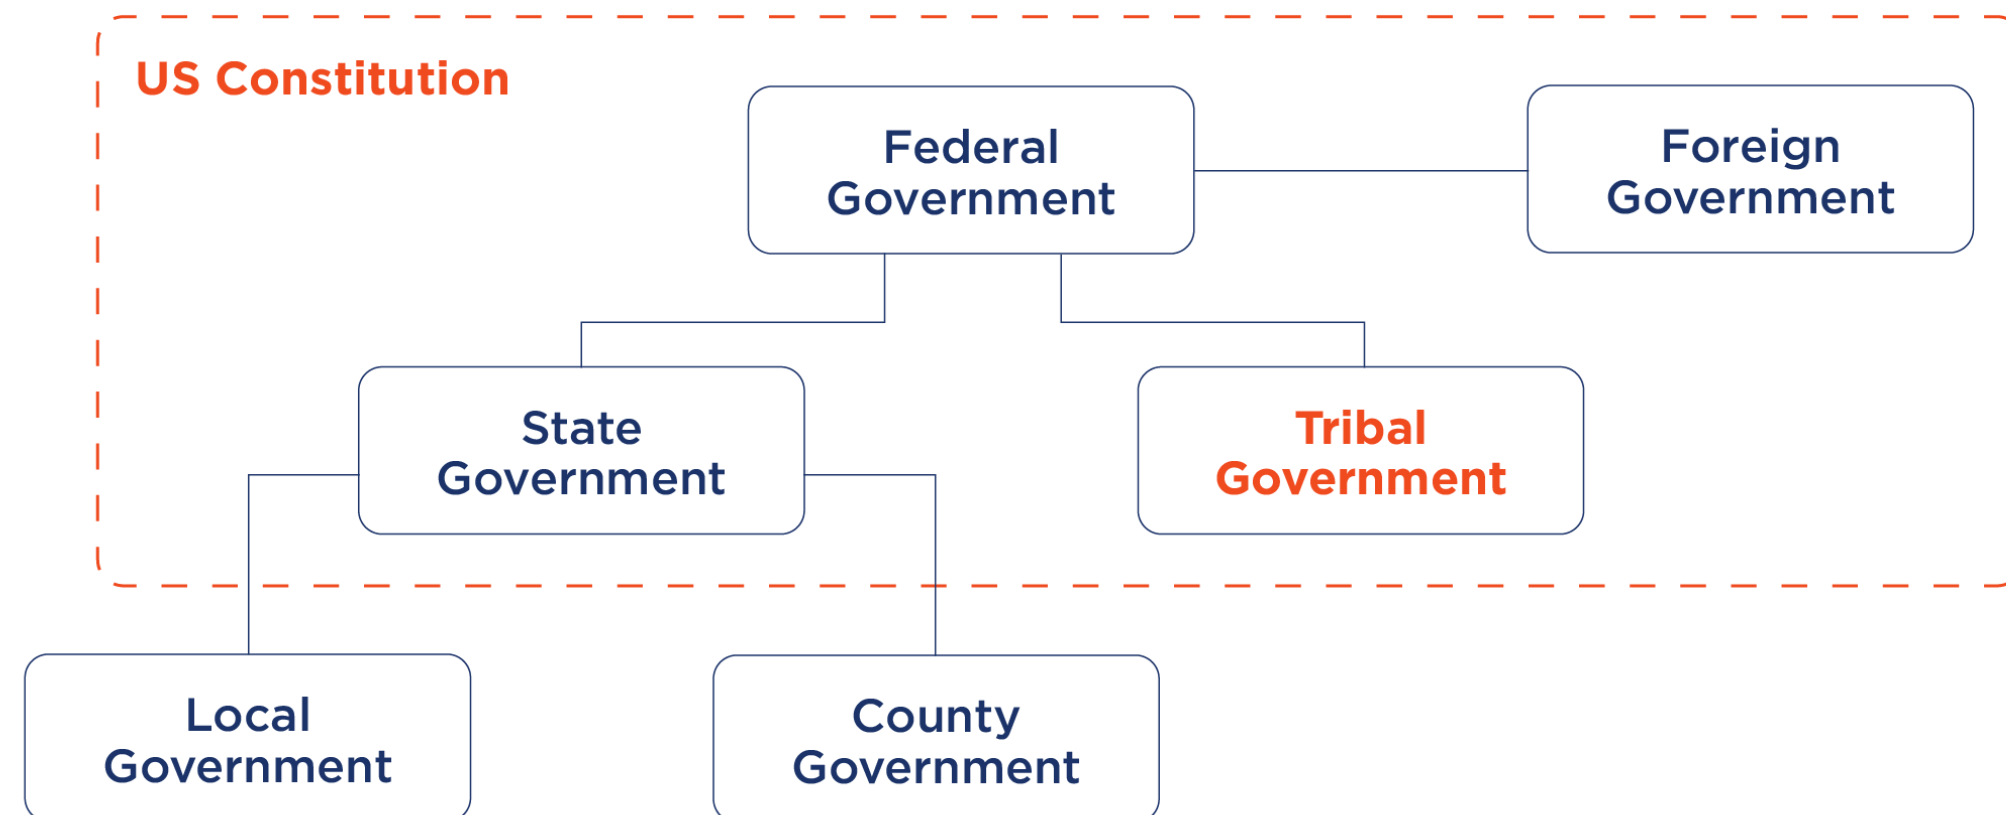 US Constitution
Federal
Government
Foreign
Government
State
Government
Tribal
Government
Local
Government
County
Government